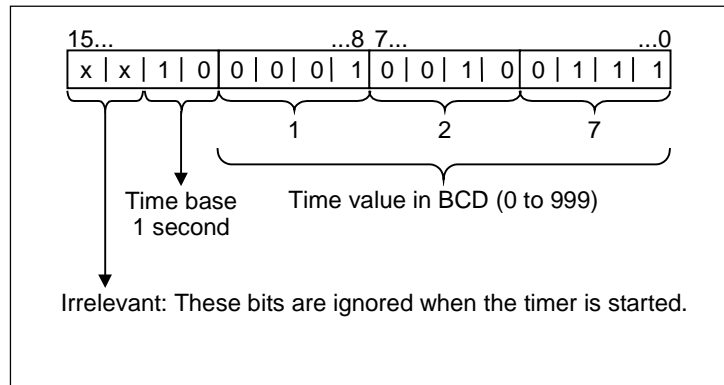 15... ...8 7... ...0
x | x | 1 | 0 | 0 | 0 | 0 | 1 | 0 | 0 | 1 | 0 | 0 | 1 | 1 | 1
1 2 7
Time base
1 second
Time value in BCD (0 to 999)
Irrelevant: These bits are ignored when the timer is started.